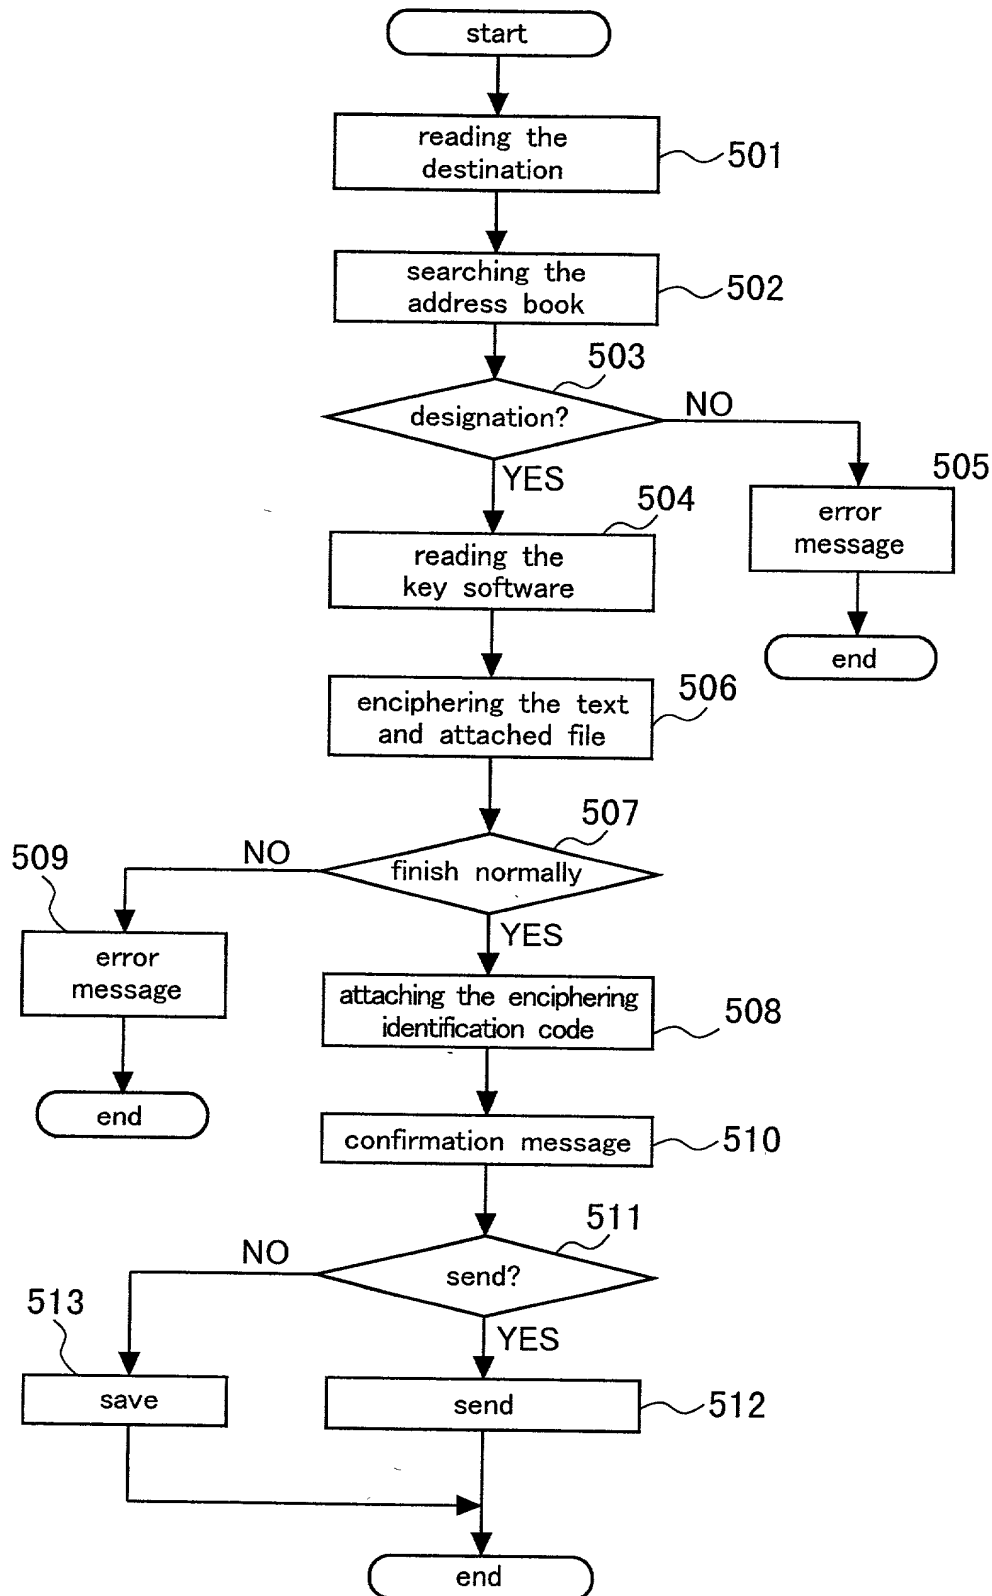 start
reading the
destination
501
searching the
address book
502
503
designation?
NO
YES
505
error
message
end
504
reading the
key software
enciphering the text
and attached file
506
507
finish normally
NO
YES
509
error
message
end
attaching the enciphering
identification code
508
confirmation message
510
511
send?
NO
YES
513
save
send
512
end